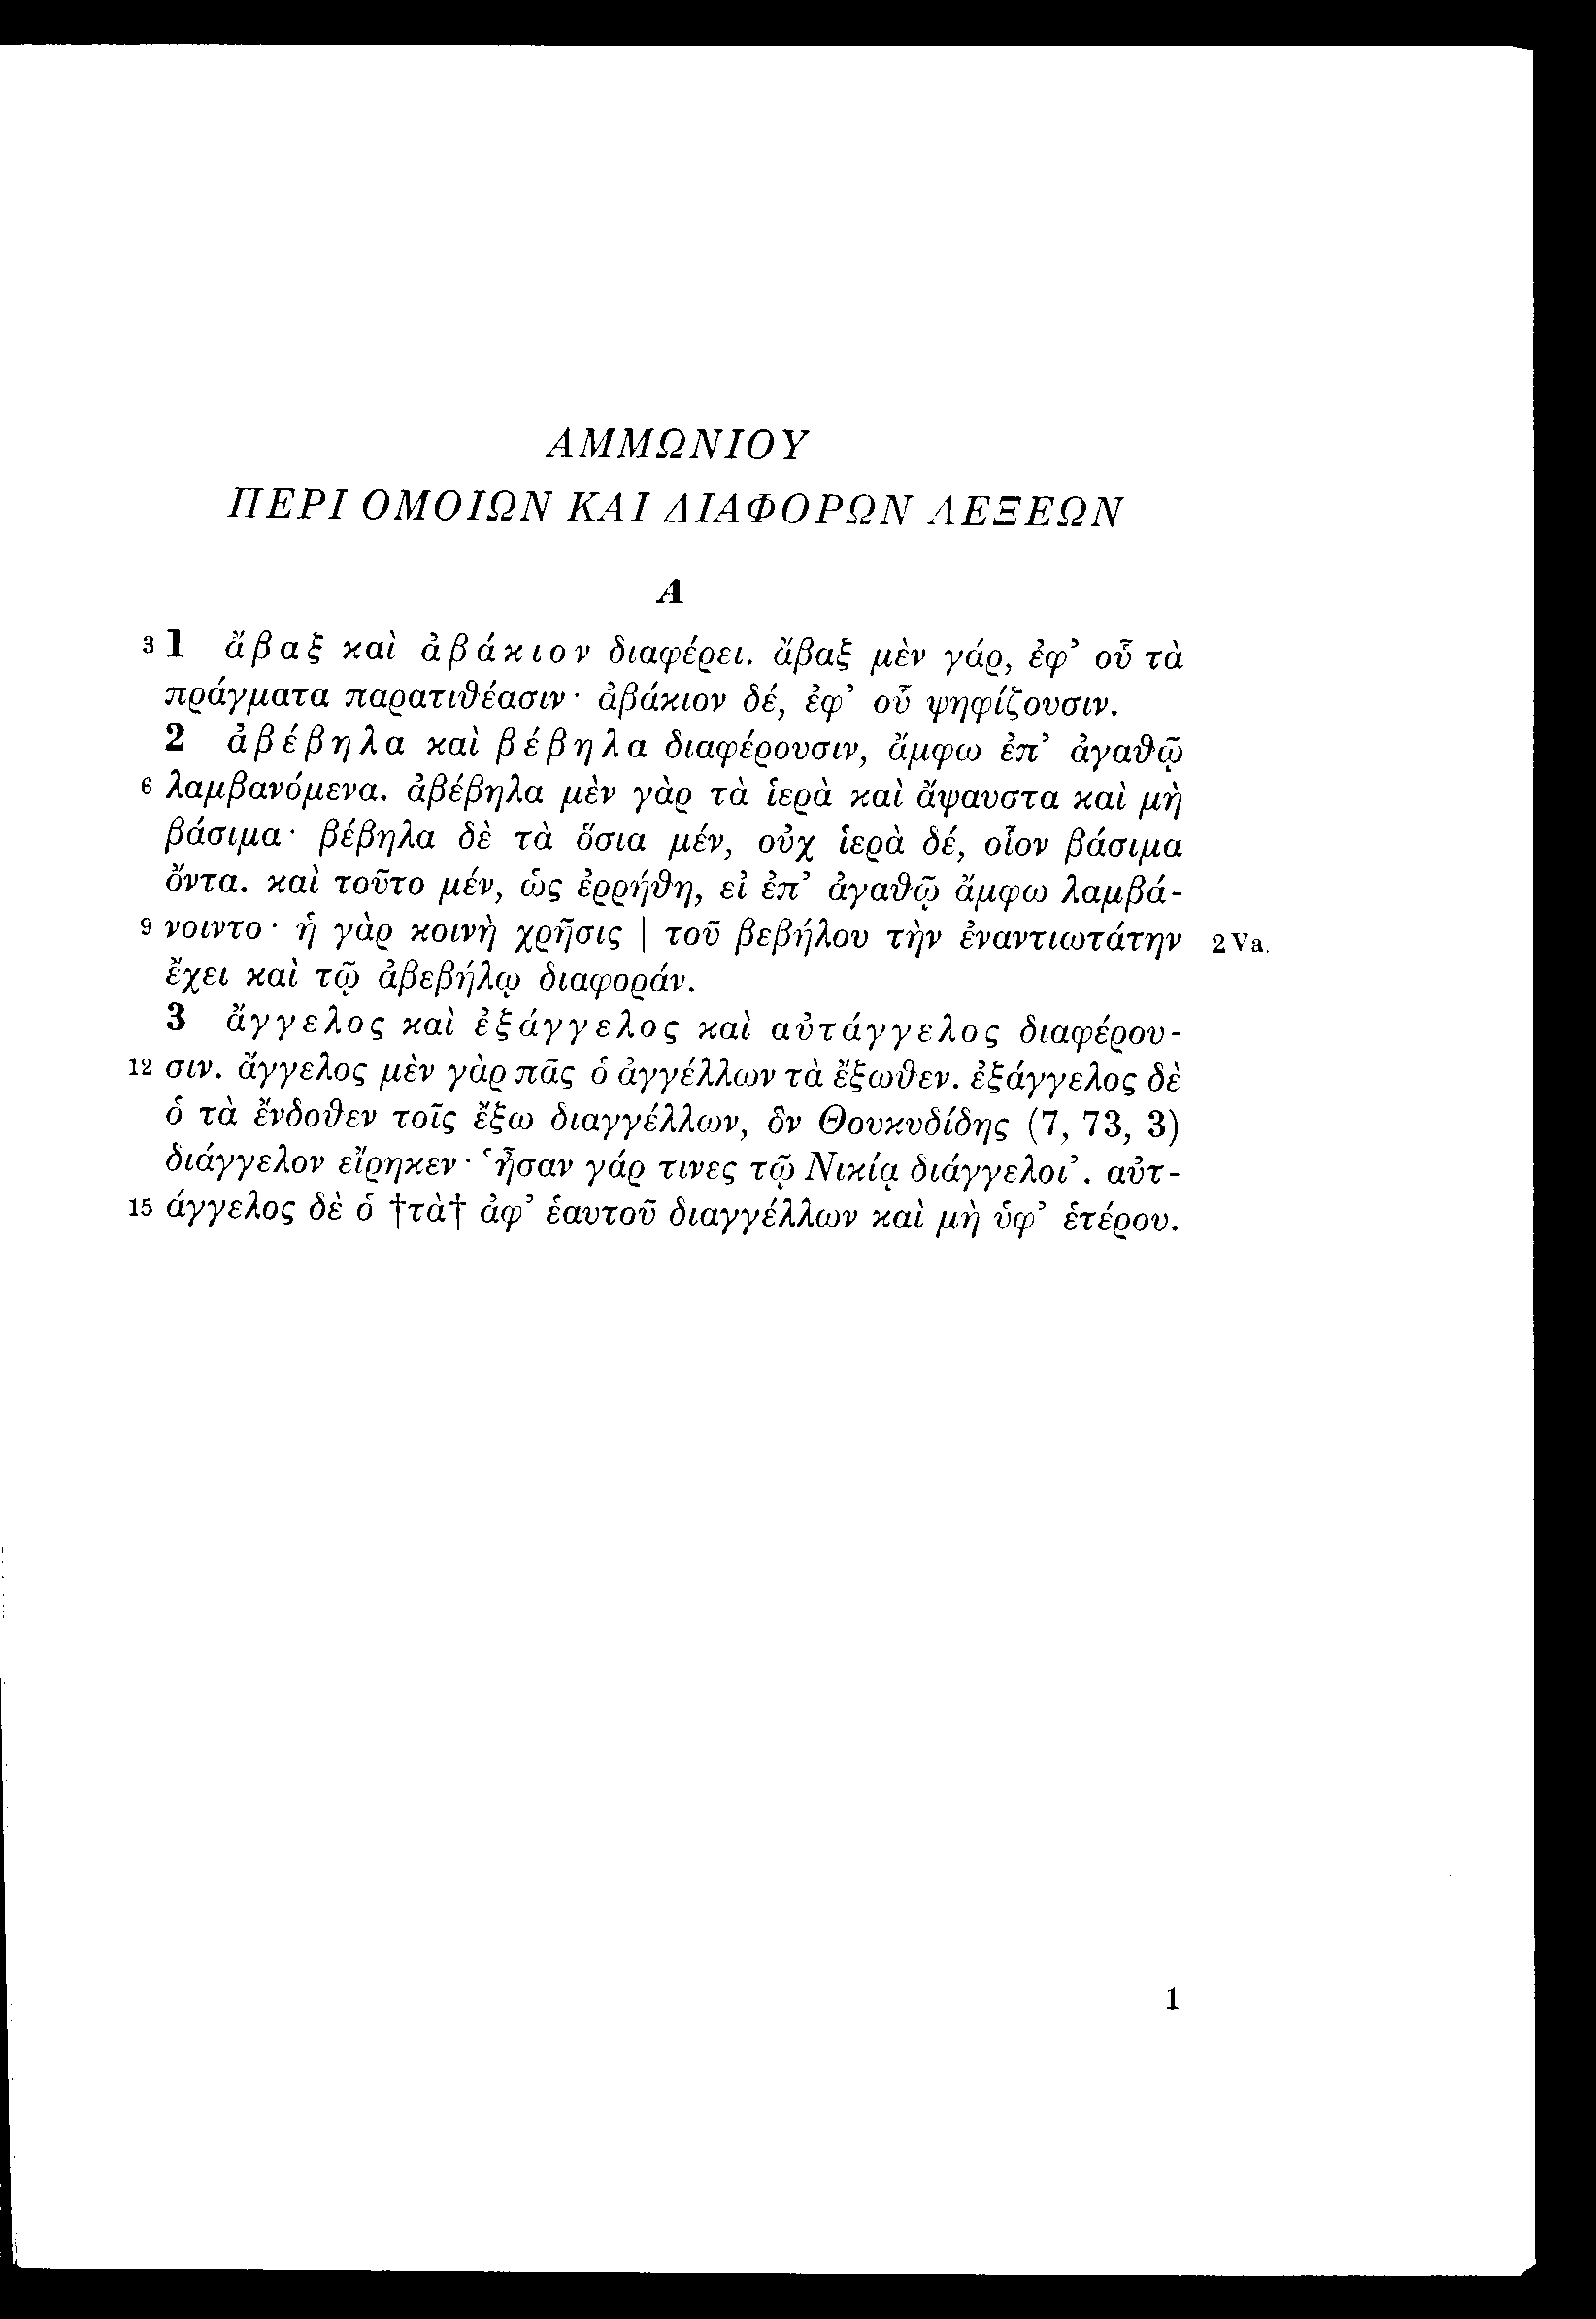 ΑΜΜΩΝΙΟΥ
ΠΕΡΙ ΟΜΟΙΩΝ ΚΑΙ ΔΙΑΦΟΡΩΝ ΛΕΞΕΩΝ
Α
3 1 ἄβαξ καὶ ἀβάκιον διαφέρει. ἄβαξ μὲν γάρ, ἐφ’ οὗ τὰ
πράγματα παρατιθέασιν· ἀβάκιον δέ, ἐφ’ οὗ ψηφίζουσιν.
2 ἀβέβηλα καὶ βέβηλα διαφέρουσιν, ἄμφω ἐπ’ ἀγαθῷ
6 λαμβανόμενα. ἀβέβηλα μὲν γὰρ τὰ ἱερὰ καὶ ἄψαυστα καὶ μὴ
βάσιμα· βέβηλα δὲ τὰ ὅσια μέν, οὐχ ἱερὰ δέ, οἷον βάσιμα
ὄντα. καὶ τοῦτο μέν, ὡς ἐρρήθη, εἰ ἐπ’ ἀγαθῷ ἄμφω λαμβά-
9 νοιντο· ἡ γὰρ κοινὴ χρῆσις | τοῦ βεβήλου τὴν ἐναντιωτάτην 2 Va.
ἔχει καὶ τῷ ἀβεβήλῳ διαφοράν.
3 ἄγγελος καὶ ἐξάγγελος καὶ αὐτάγγελος διαφέρου-
12 σιν. ἄγγελος μὲν γὰρ πᾶς ὁ ἀγγέλλων τὰ ἔξωθεν. ἐξάγγελος δὲ
ὁ τὰ ἔνδοθεν τοῖς ἔξω διαγγέλλων, ὃν Θουκυδίδης (7, 73, 3)
διάγγελον εἴρηκεν· ‘ἦσαν γάρ τινες τῷ Νικίᾳ διάγγελοι’. αὐτ-
15 άγγελος δὲ ὁ †τὰ† ἀφ’ ἑαυτοῦ διαγγέλλων καὶ μὴ ὑφ’ ἑτέρου.
1